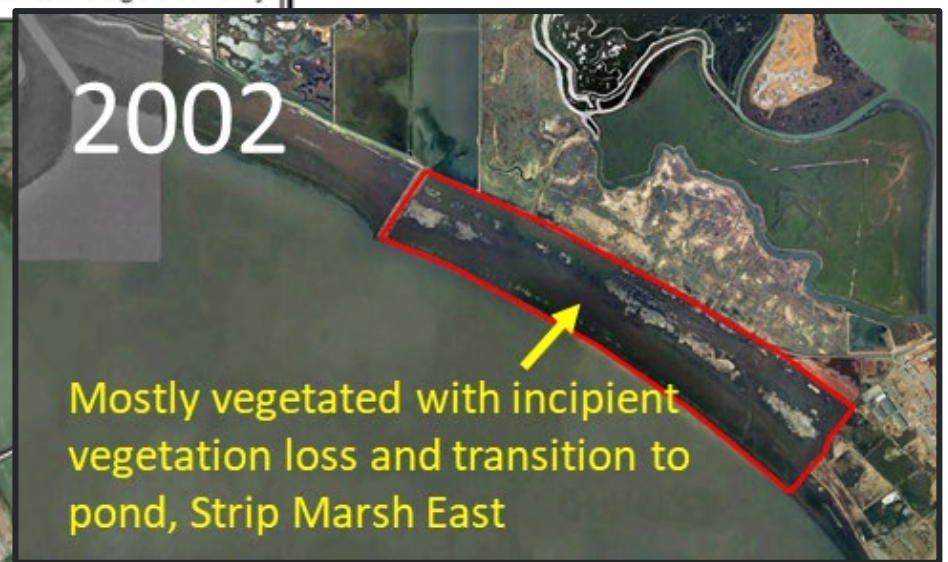 2002
Mostly vegetated with incipient
vegetation loss and transition to
pond, Strip Marsh East